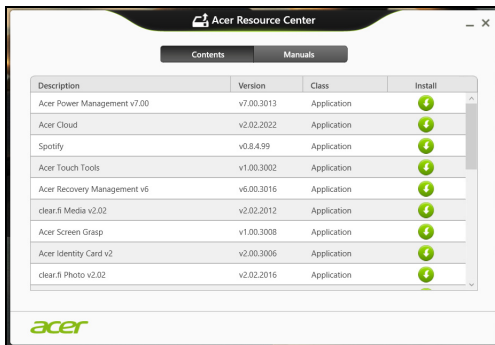 Acer Resource Center
Contents Manuals
Description Version Class Install
Acer Power Management v7.00 v7.00.3013 Application
Acer Cloud v2.02.2022 Application
Spotify v0.8.4.99 Application
Acer Touch Tools v1.00.3002 Application
Acer Recovery Management v6 v6.00.3016 Application
clear.fi Media v2.02 v2.02.2012 Application
Acer Screen Grasp v1.00.3008 Application
Acer Identity Card v2 v2.00.3006 Application
clear.fi Photo v2.02 v2.02.2016 Application
acer